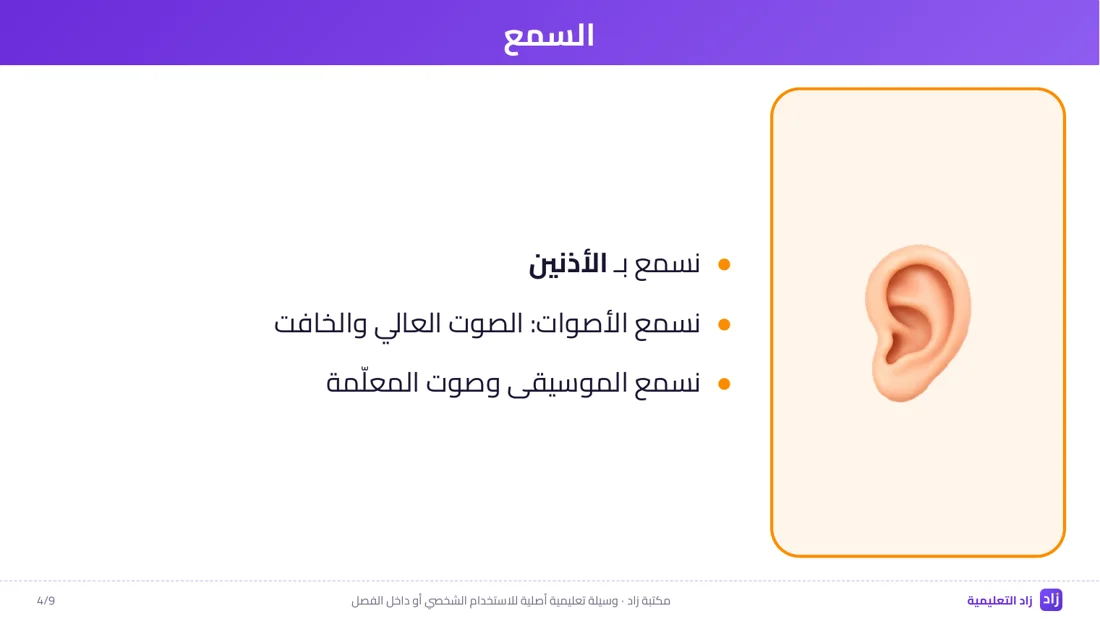 السمع
نسمع بـ الأذنين
نسمع الأصوات: الصوت العالي والخافت
نسمع الموسيقى وصوت المعلّمة
زاد زاد التعليمية
مكتبة زاد · وسيلة تعليمية أصلية للاستخدام الشخصي أو داخل الفصل
4/9